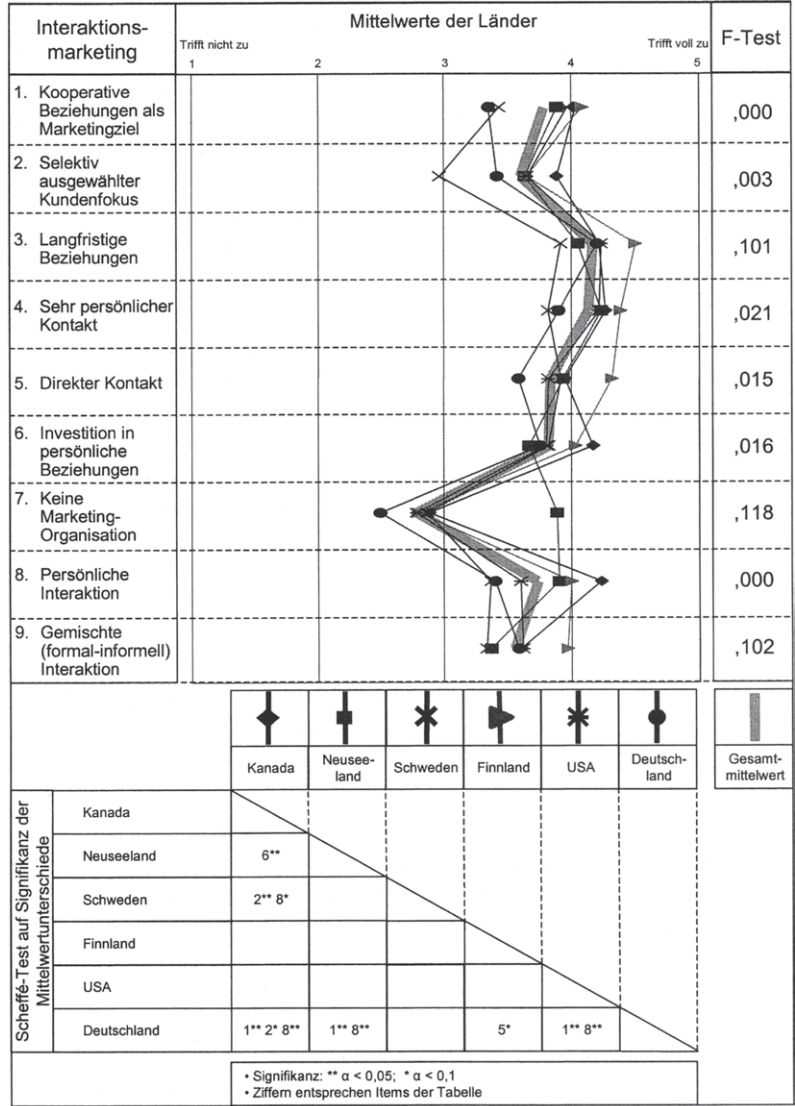 Interaktions-
marketing
Mittelwerte der Länder
Trifft nicht zu
Trifft voll zu
1 2 3 4 5
F-Test
1. Kooperative
Beziehungen als
Marketingziel
,000
2. Selektiv
ausgewählter
Kundenfokus
,003
3. Langfristige
Beziehungen
,101
4. Sehr persönlicher
Kontakt
,021
5. Direkter Kontakt
,015
6. Investition in
persönliche
Beziehungen
,016
7. Keine
Marketing-
Organisation
,118
8. Persönliche
Interaktion
,000
9. Gemischte
(formal-informell)
Interaktion
,102
Kanada
Neusee-
land
Schweden
Finnland
USA
Deutsch-
land
Gesamt-
mittelwert
Scheffé-Test auf Signifikanz der
Mittelwertunterschiede
Kanada
Neuseeland 6**
Schweden 2** 8*
Finnland
USA
Deutschland 1** 2* 8** 1** 8** 5* 1** 8**
• Signifikanz: ** α < 0,05; * α < 0,1
• Ziffern entsprechen Items der Tabelle